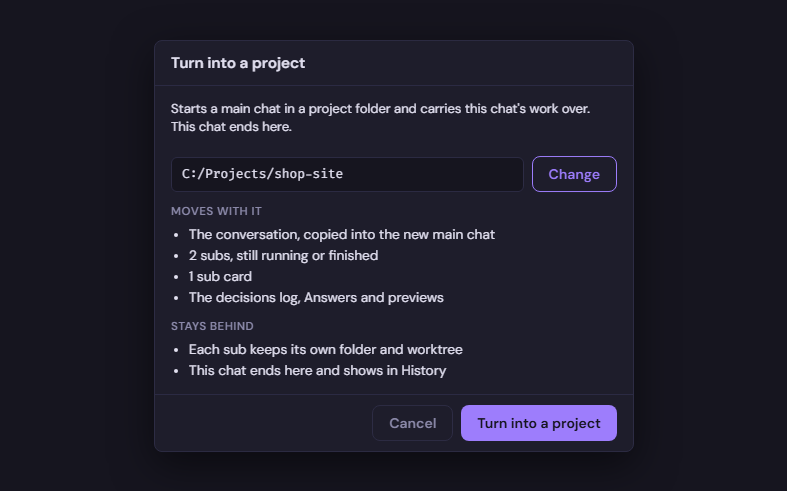 Turn into a project
Starts a main chat in a project folder and carries this chat's work over.
This chat ends here.
C:/Projects/shop-site
Change
MOVES WITH IT
• The conversation, copied into the new main chat
• 2 subs, still running or finished
• 1 sub card
• The decisions log, Answers and previews
STAYS BEHIND
• Each sub keeps its own folder and worktree
• This chat ends here and shows in History
Cancel
Turn into a project